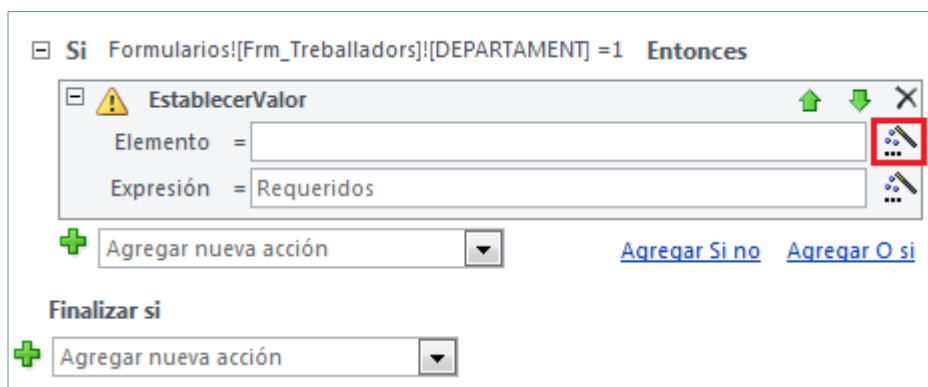 Si Formularios![Frm_Treballadors]![DEPARTAMENT] =1 Entonces
EstablecerValor
Elemento =
Expresión = Requeridos
Agregar nueva acción Agregar Si no Agregar O si
Finalizar si
Agregar nueva acción